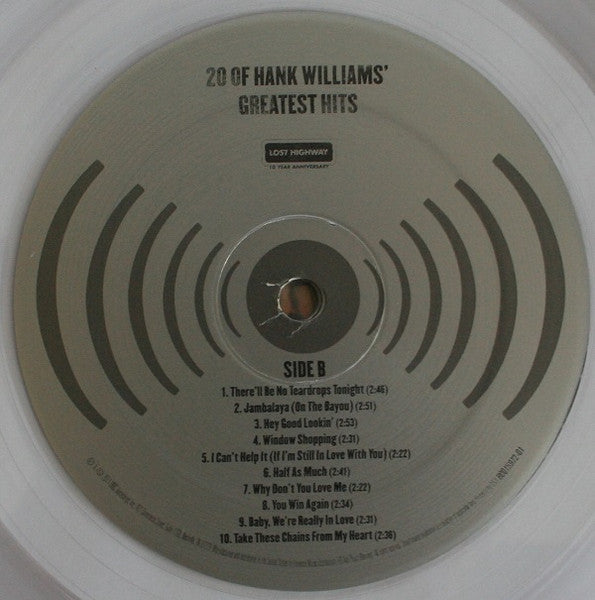 20 OF HANK WILLIAMS'
GREATEST HITS
LOST HIGHWAY
10 YEAR ANNIVERSARY
SIDE B
1. There'll Be No Teardrops Tonight (2:46)
2. Jambalaya (On The Bayou) (2:51)
3. Hey Good Lookin' (2:53)
4. Window Shopping (2:31)
5. I Can't Help It (If I'm Still In Love With You) (2:22)
6. Half As Much (2:41)
7. Why Don't You Love Me (2:22)
8. You Win Again (2:34)
9. Baby, We're Really In Love (2:31)
10. Take These Chains From My Heart (2:36)